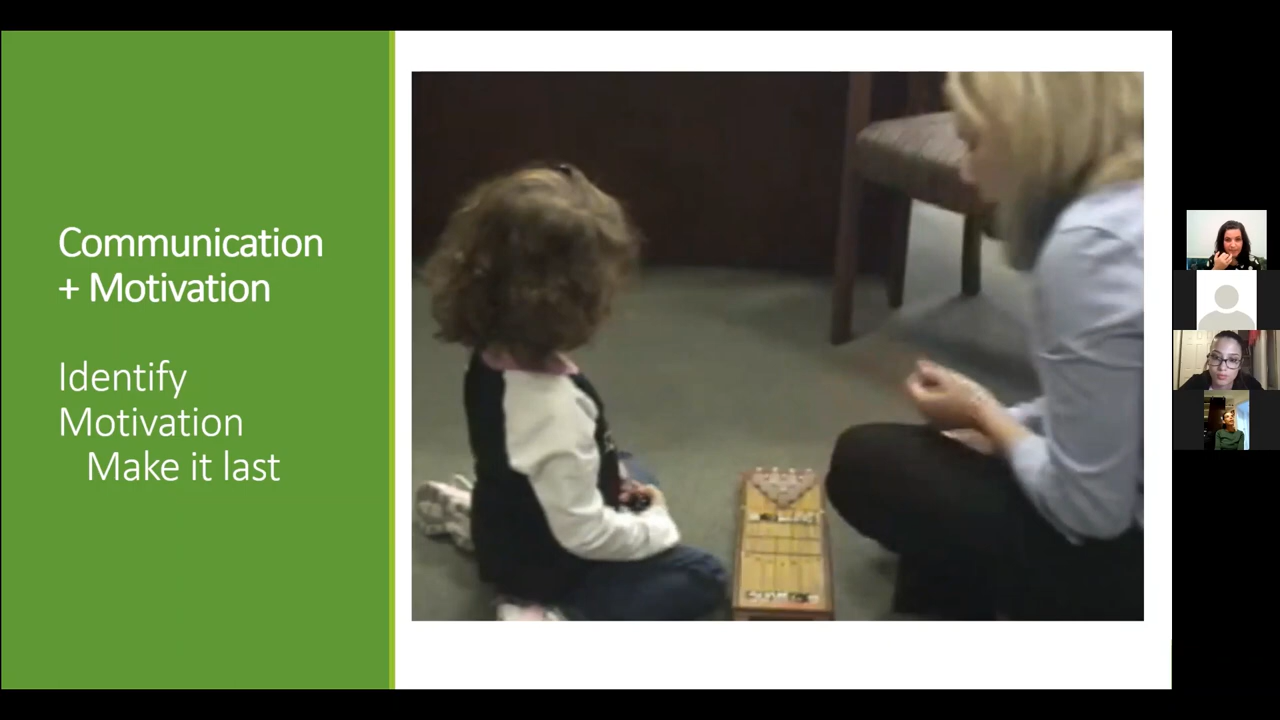 Communication
+ Motivation
Identify
Motivation
Make it last